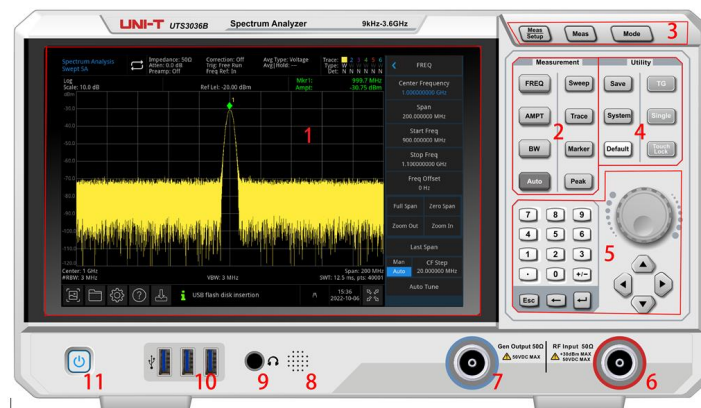 UNI-T UTS3036B Spectrum Analyzer 9kHz-3.6GHz
Meas Setup
Meas
Mode
3
Spectrum Analysis
Swept SA
Impedance: 50Ω
Atten: 0.0 dB
Preamp: Off
Correction: Off
Trig: Free Run
Freq Ref: In
Avg Type: Voltage
Avg|Hold: ---
Trace: 1 2 3 4 5 6
Type: W W W W W W
Det: N N N N N N
Log
Scale: 10.0 dB
Ref Lel: -20.00 dBm
Mkr1: 999.7 MHz
Ampt: -30.75 dBm
dBm
1
-30.0
-40.0
-50.0
-60.0
-70.0
-80.0
-90.0
-100.0
-110.0
-120.0
1
Center: 1 GHz
#RBW: 3 MHz
VBW: 3 MHz
Span: 200 MHz
SWT: 12.5 ms, pts: 40001
USB flash disk insertion
15:36
2022-10-06
FREQ
Center Frequency
1.000000000 GHz
Span
200.000000 MHz
Start Freq
900.000000 MHz
Stop Freq
1.100000000 GHz
Freq Offset
0 Hz
Full Span
Zero Span
Zoom Out
Zoom In
Last Span
Man
Auto
CF Step
20.000000 MHz
Auto Tune
Measurement
FREQ
Sweep
AMPT
Trace
2
BW
Marker
Auto
Peak
Utility
Save
TG
System
Single
4
Default
Touch Lock
7 8 9
4 5 6
1 2 3
. 0 +/-
Esc
5
11
10
9
8
Gen Output 50Ω
50VDC MAX
7
RF Input 50Ω
+30dBm MAX
50VDC MAX
6